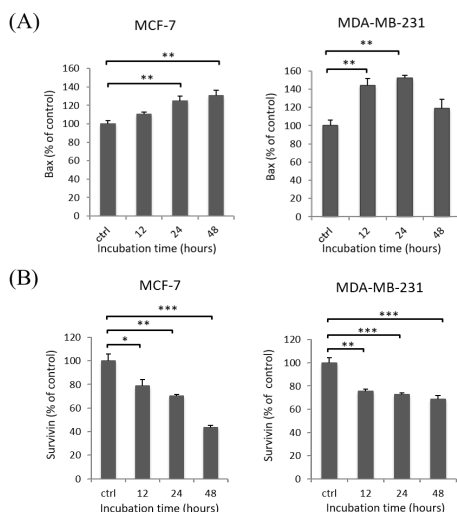 (A)
MCF-7
**
**
160
140
120
100
80
60
40
20
0
Bax (% of control)
ctrl 12 24 48
Incubation time (hours)
MDA-MB-231
**
**
160
140
120
100
80
60
40
20
0
Bax (% of control)
ctrl 12 24 48
Incubation time (hours)
(B)
MCF-7
***
**
*
120
100
80
60
40
20
0
Survivin (% of control)
ctrl 12 24 48
Incubation time (hours)
MDA-MB-231
***
***
**
120
100
80
60
40
20
0
Survivin (% of control)
ctrl 12 24 48
Incubation time (hours)